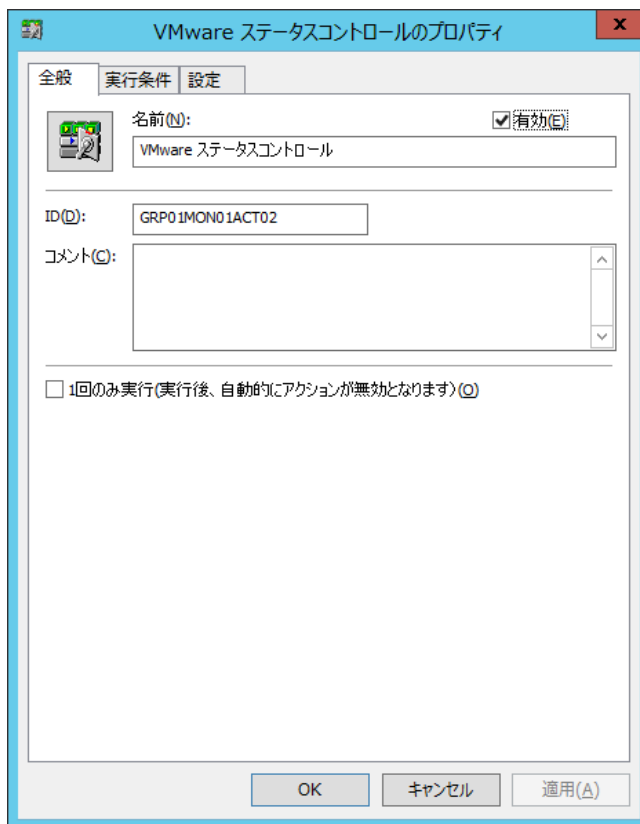 VMware ステータスコントロールのプロパティ
x
全般 実行条件 設定
名前(N): 有効(E)
VMware ステータスコントロール
ID(D): GRP01MON01ACT02
コメント(C):
1回のみ実行(実行後、自動的にアクションが無効となります)(O)
OK キャンセル 適用(A)